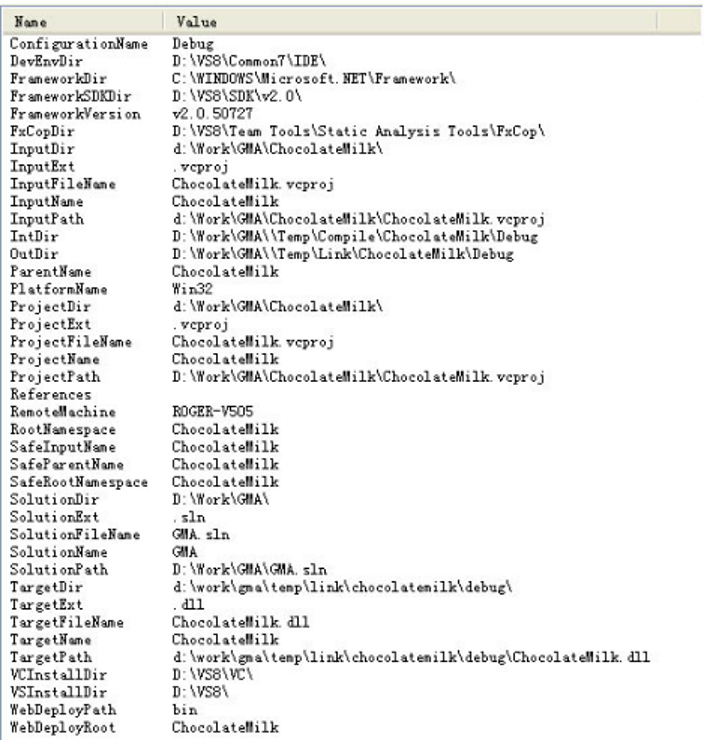 Name Value
ConfigurationName Debug
DevEnvDir D:\VS8\Common7\IDE\
FrameworkDir C:\WINDOWS\Microsoft.NET\Framework\
FrameworkSDKDir D:\VS8\SDK\v2.0\
FrameworkVersion v2.0.50727
FxCopDir D:\VS8\Team Tools\Static Analysis Tools\FxCop\
InputDir d:\Work\GMA\ChocolateMilk\
InputExt .vcproj
InputFileName ChocolateMilk.vcproj
InputName ChocolateMilk
InputPath d:\Work\GMA\ChocolateMilk\ChocolateMilk.vcproj
IntDir D:\Work\GMA\\Temp\Compile\ChocolateMilk\Debug
OutDir D:\Work\GMA\\Temp\Link\ChocolateMilk\Debug
ParentName ChocolateMilk
PlatformName Win32
ProjectDir d:\Work\GMA\ChocolateMilk\
ProjectExt .vcproj
ProjectFileName ChocolateMilk.vcproj
ProjectName ChocolateMilk
ProjectPath D:\Work\GMA\ChocolateMilk\ChocolateMilk.vcproj
References
RemoteMachine ROGER-V505
RootNamespace ChocolateMilk
SafeInputName ChocolateMilk
SafeParentName ChocolateMilk
SafeRootNamespace ChocolateMilk
SolutionDir D:\Work\GMA\
SolutionExt .sln
SolutionFileName GMA.sln
SolutionName GMA
SolutionPath D:\Work\GMA\GMA.sln
TargetDir d:\work\gma\temp\link\chocolatemilk\debug\
TargetExt .dll
TargetFileName ChocolateMilk.dll
TargetName ChocolateMilk
TargetPath d:\work\gma\temp\link\chocolatemilk\debug\ChocolateMilk.dll
VCInstallDir D:\VS8\VC\
VSInstallDir D:\VS8\
WebDeployPath bin
WebDeployRoot ChocolateMilk